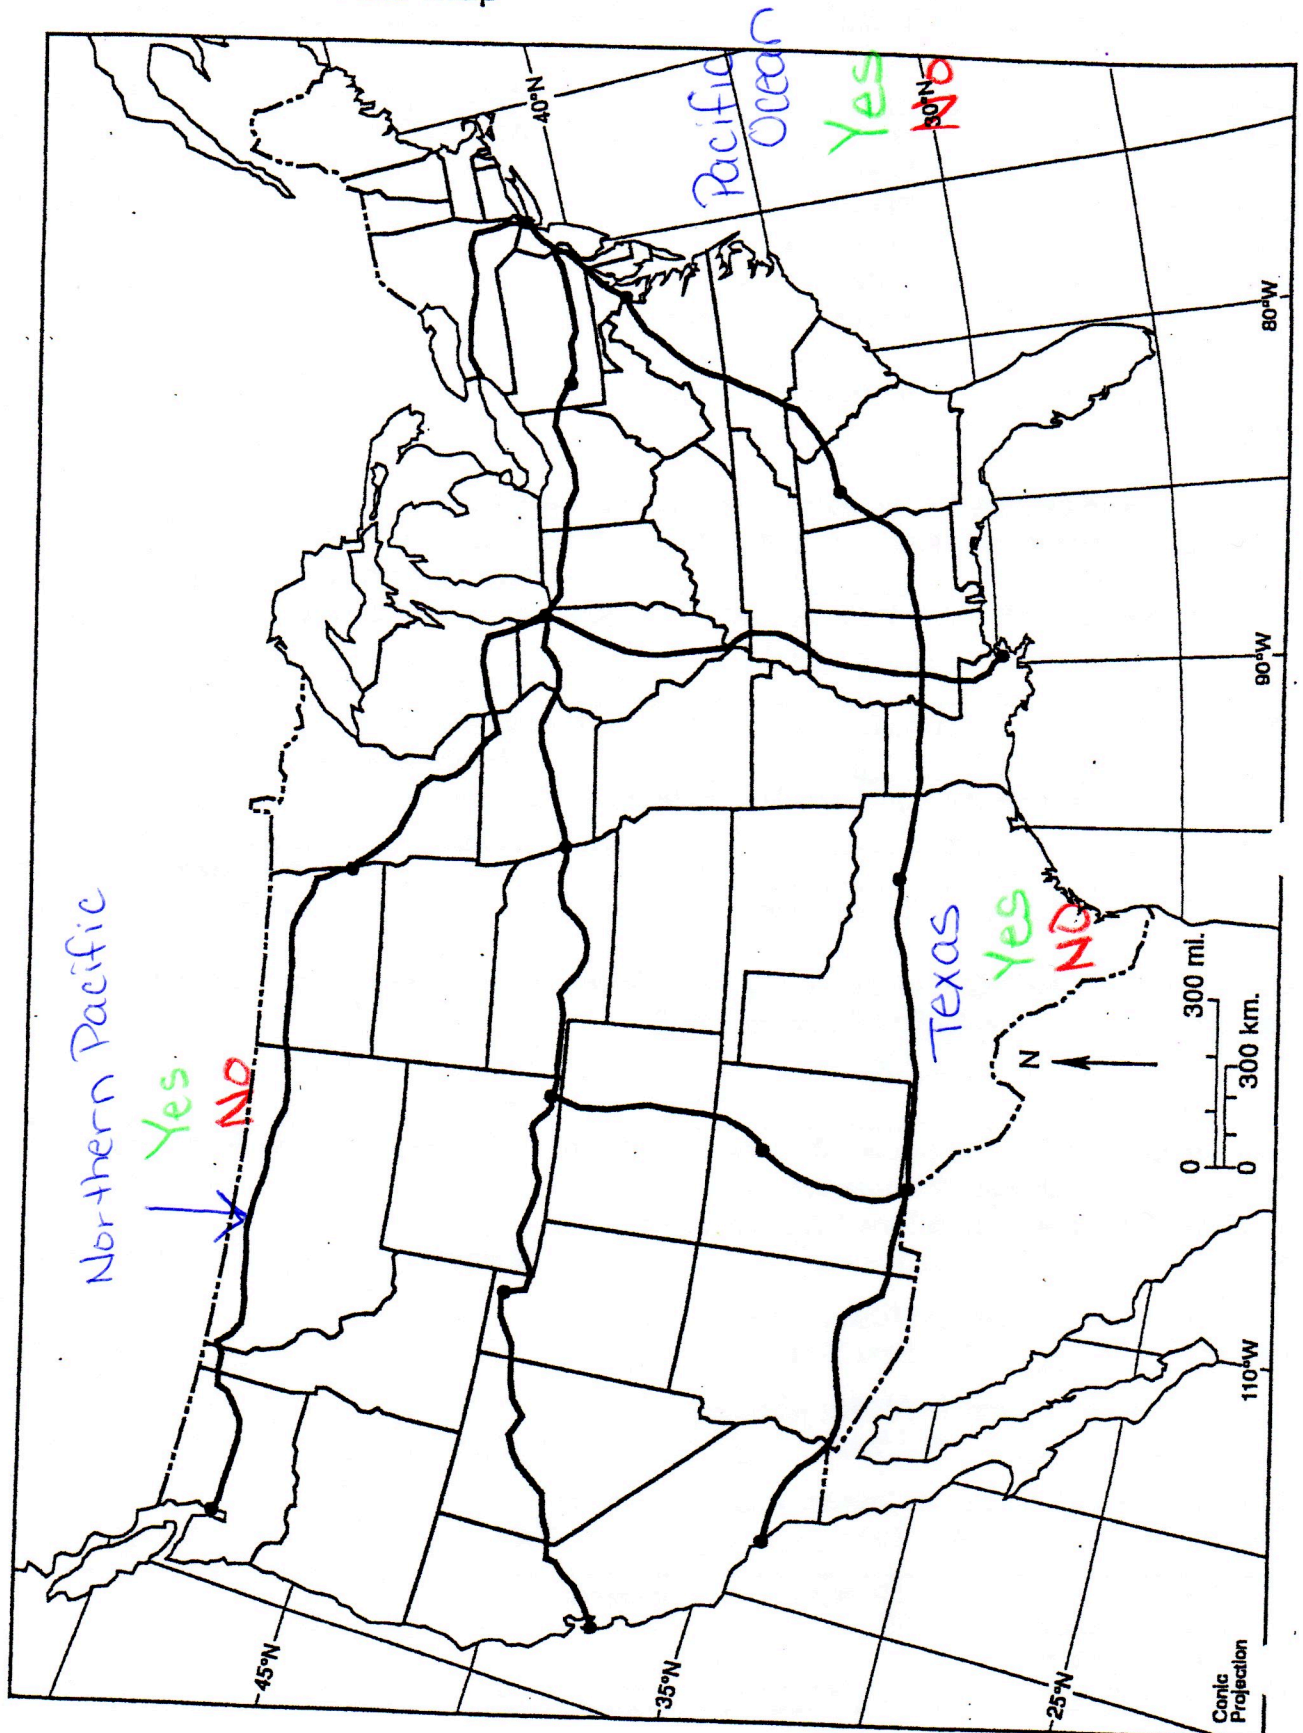 Northern Pacific
Yes
No
Pacific
Ocean
Yes
No
Texas
Yes
NO
40°N
30°N
80°W
90°W
110°W
45°N
35°N
25°N
N
0 300 mi.
0 300 km.
Conic
Projection